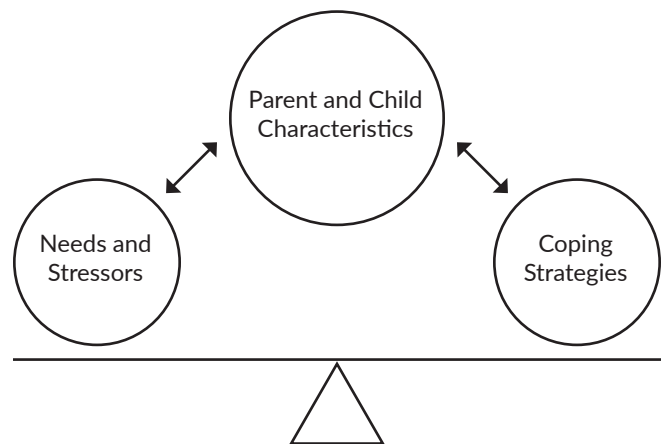 Parent and Child
Characteristics
Needs and
Stressors
Coping
Strategies